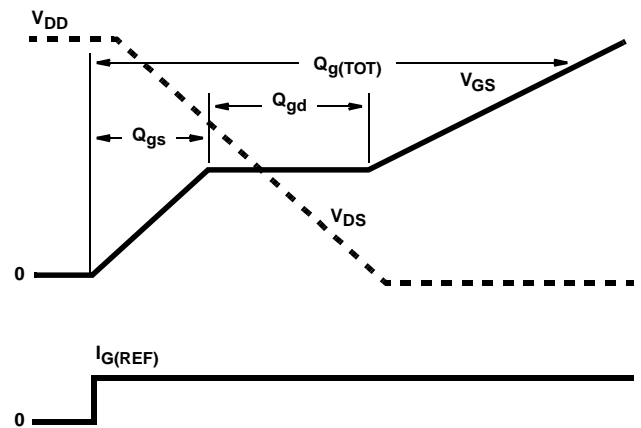 V_DD
Q_g(TOT)
V_GS
Q_gd
Q_gs
V_DS
0
I_G(REF)
0